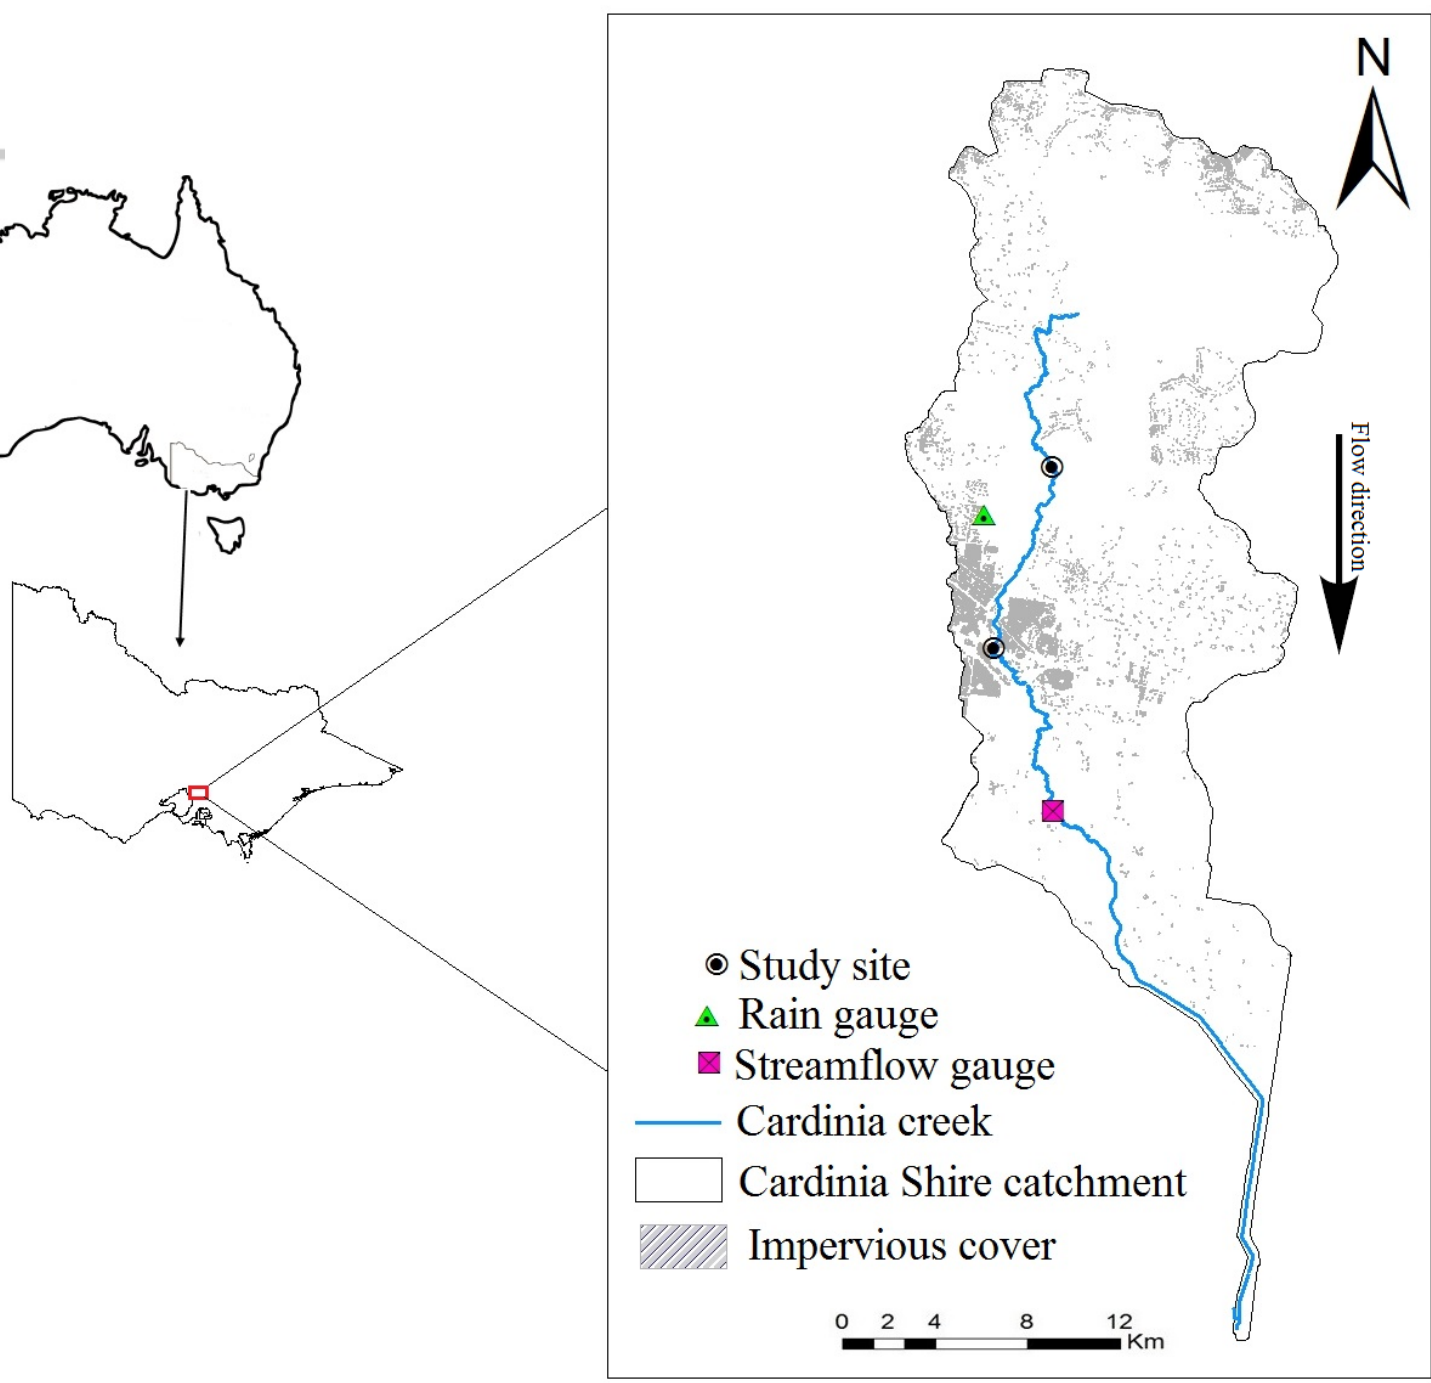 N
Flow direction
Study site
Rain gauge
Streamflow gauge
Cardinia creek
Cardinia Shire catchment
Impervious cover
0 2 4 8 12
Km